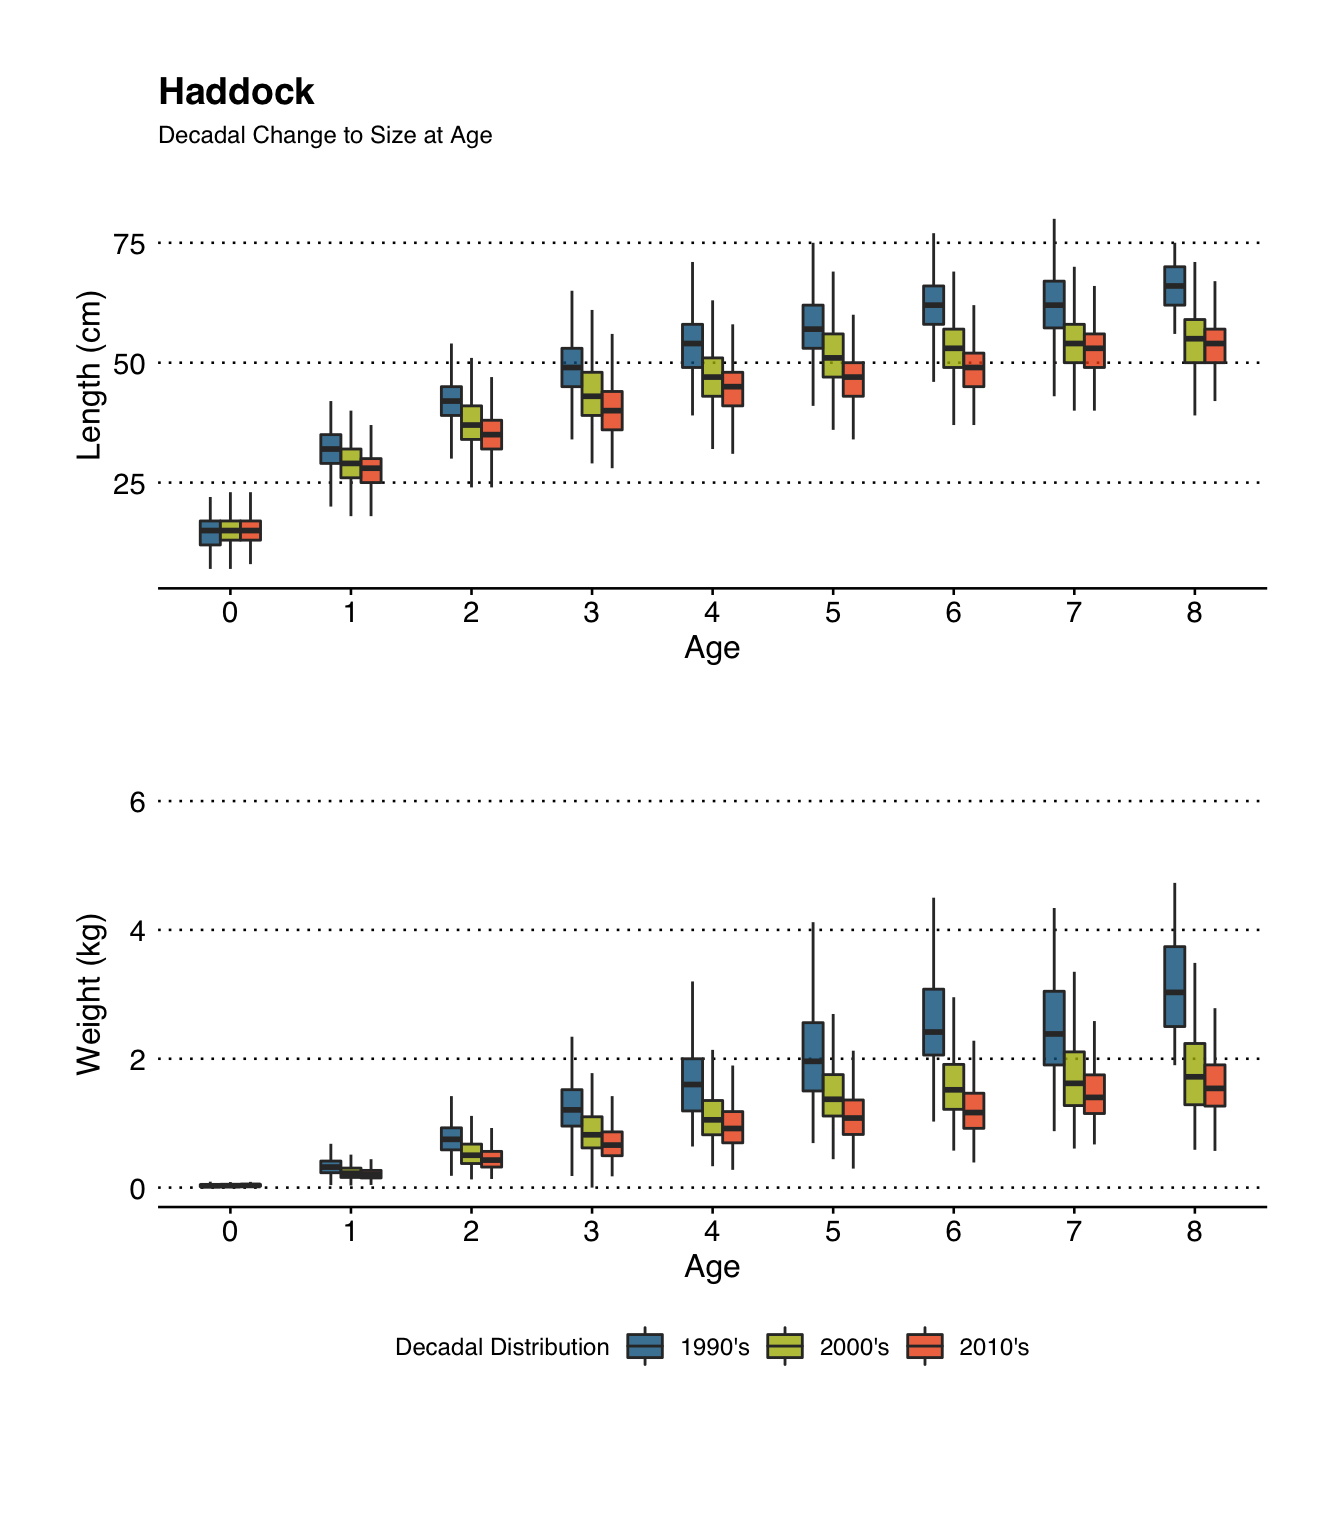 Haddock
Decadal Change to Size at Age
75
50
25
Length (cm)
0 1 2 3 4 5 6 7 8
Age
6
4
2
0
Weight (kg)
0 1 2 3 4 5 6 7 8
Age
Decadal Distribution 1990's 2000's 2010's